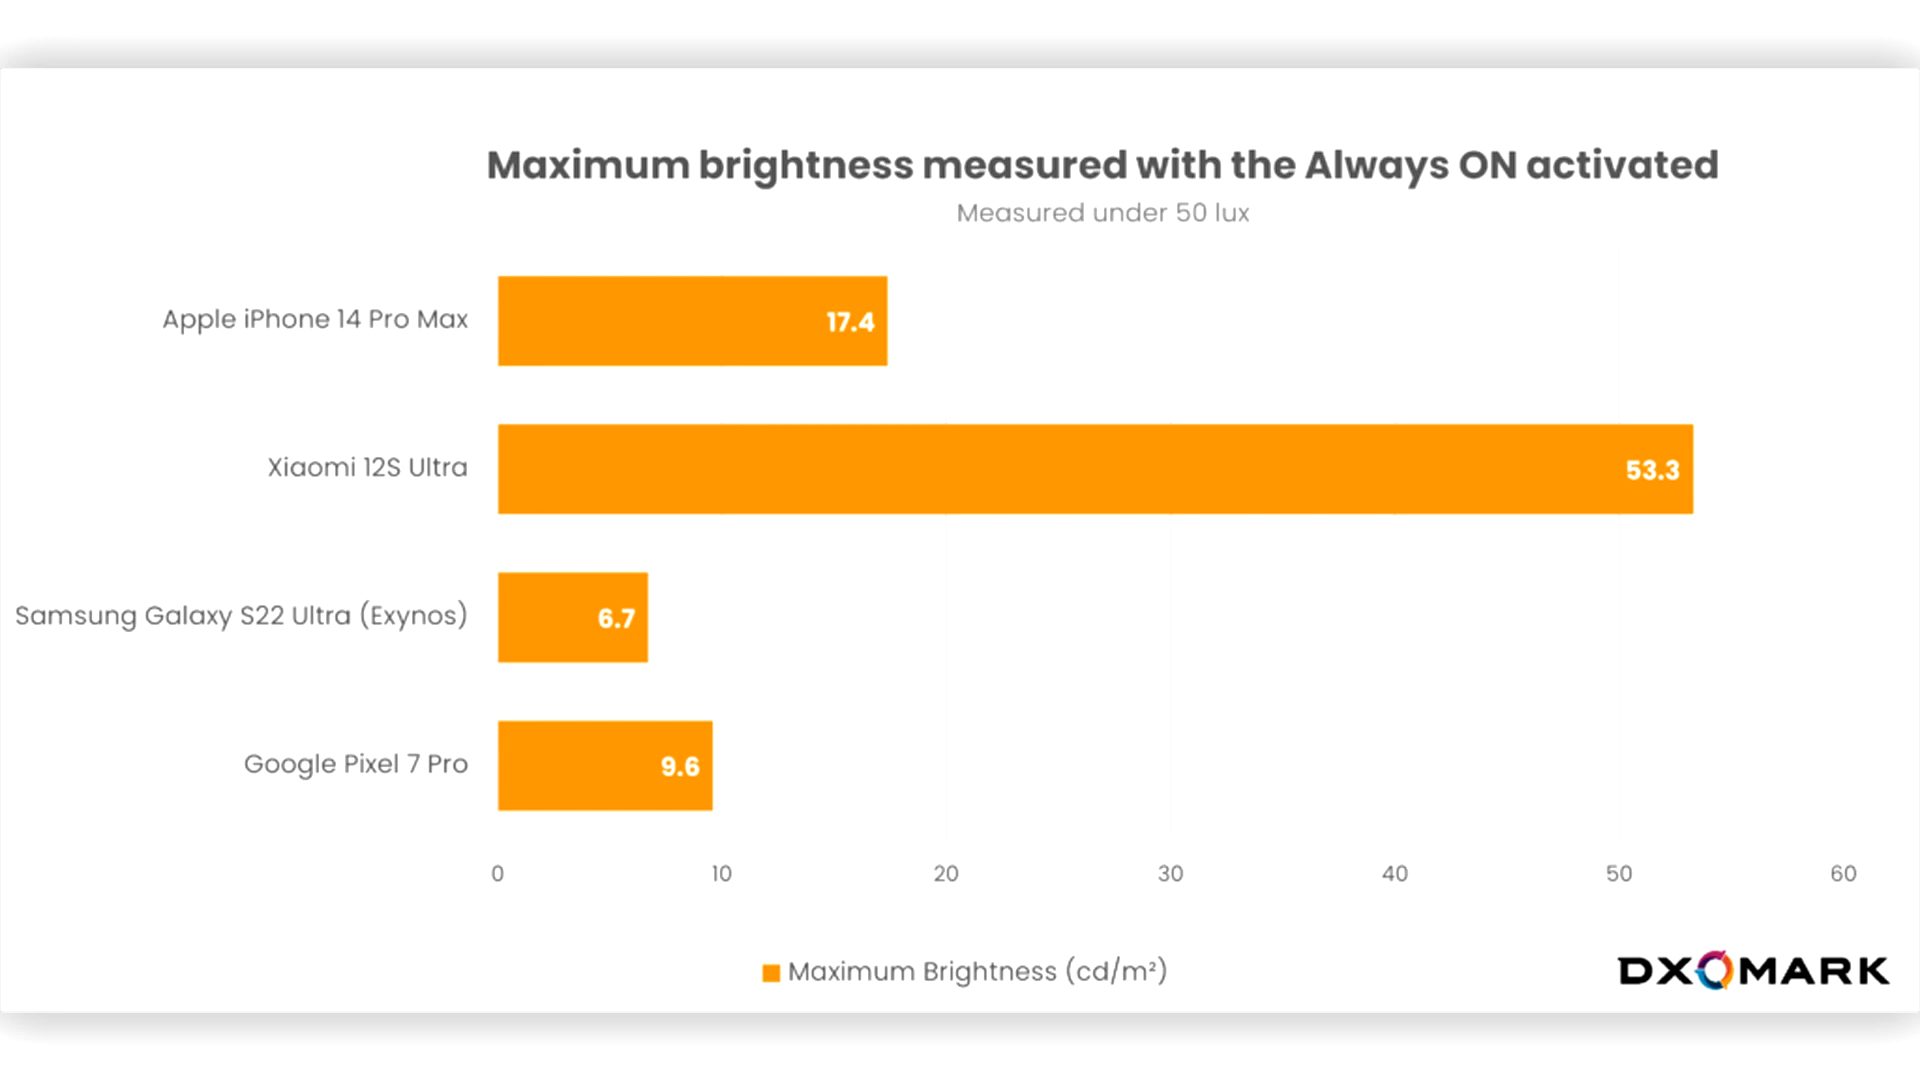 Maximum brightness measured with the Always ON activated
Measured under 50 lux
Apple iPhone 14 Pro Max
17.4
Xiaomi 12S Ultra
53.3
Samsung Galaxy S22 Ultra (Exynos)
6.7
Google Pixel 7 Pro
9.6
0 10 20 30 40 50 60
Maximum Brightness (cd/m²)
DXOMARK